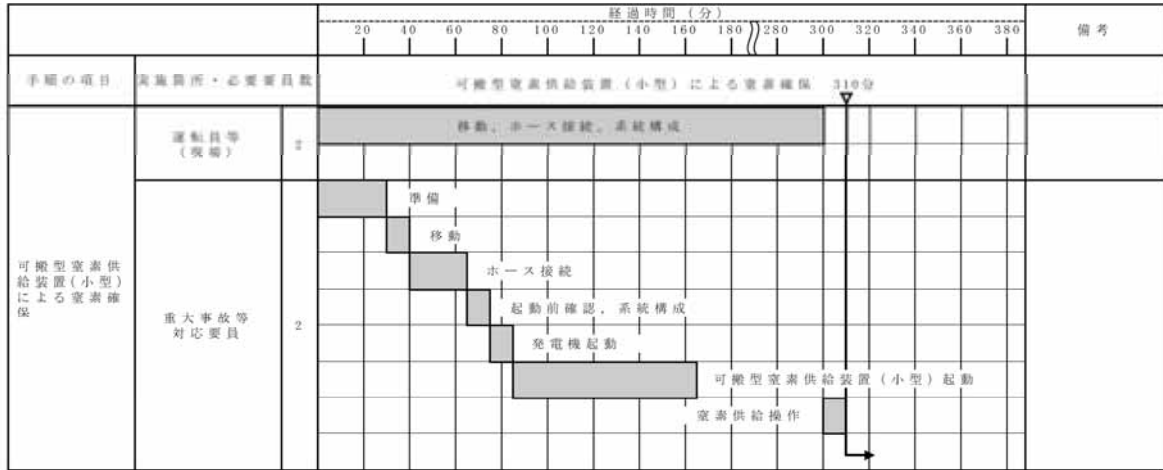 経過時間（分）
備考
20 40 60 80 100 120 140 160 180 280 300 320 340 360 380
手順の項目
実施箇所・必要要員数
可搬型窒素供給装置（小型）による窒素確保 310分
移動，ホース接続，系統構成
運転員等
（現場）
2
準備
移動
ホース接続
可搬型窒素供
給装置（小型）
による窒素確
保
重大事故等
対応要員
2
起動前確認，系統構成
発電機起動
可搬型窒素供給装置（小型）起動
窒素供給操作